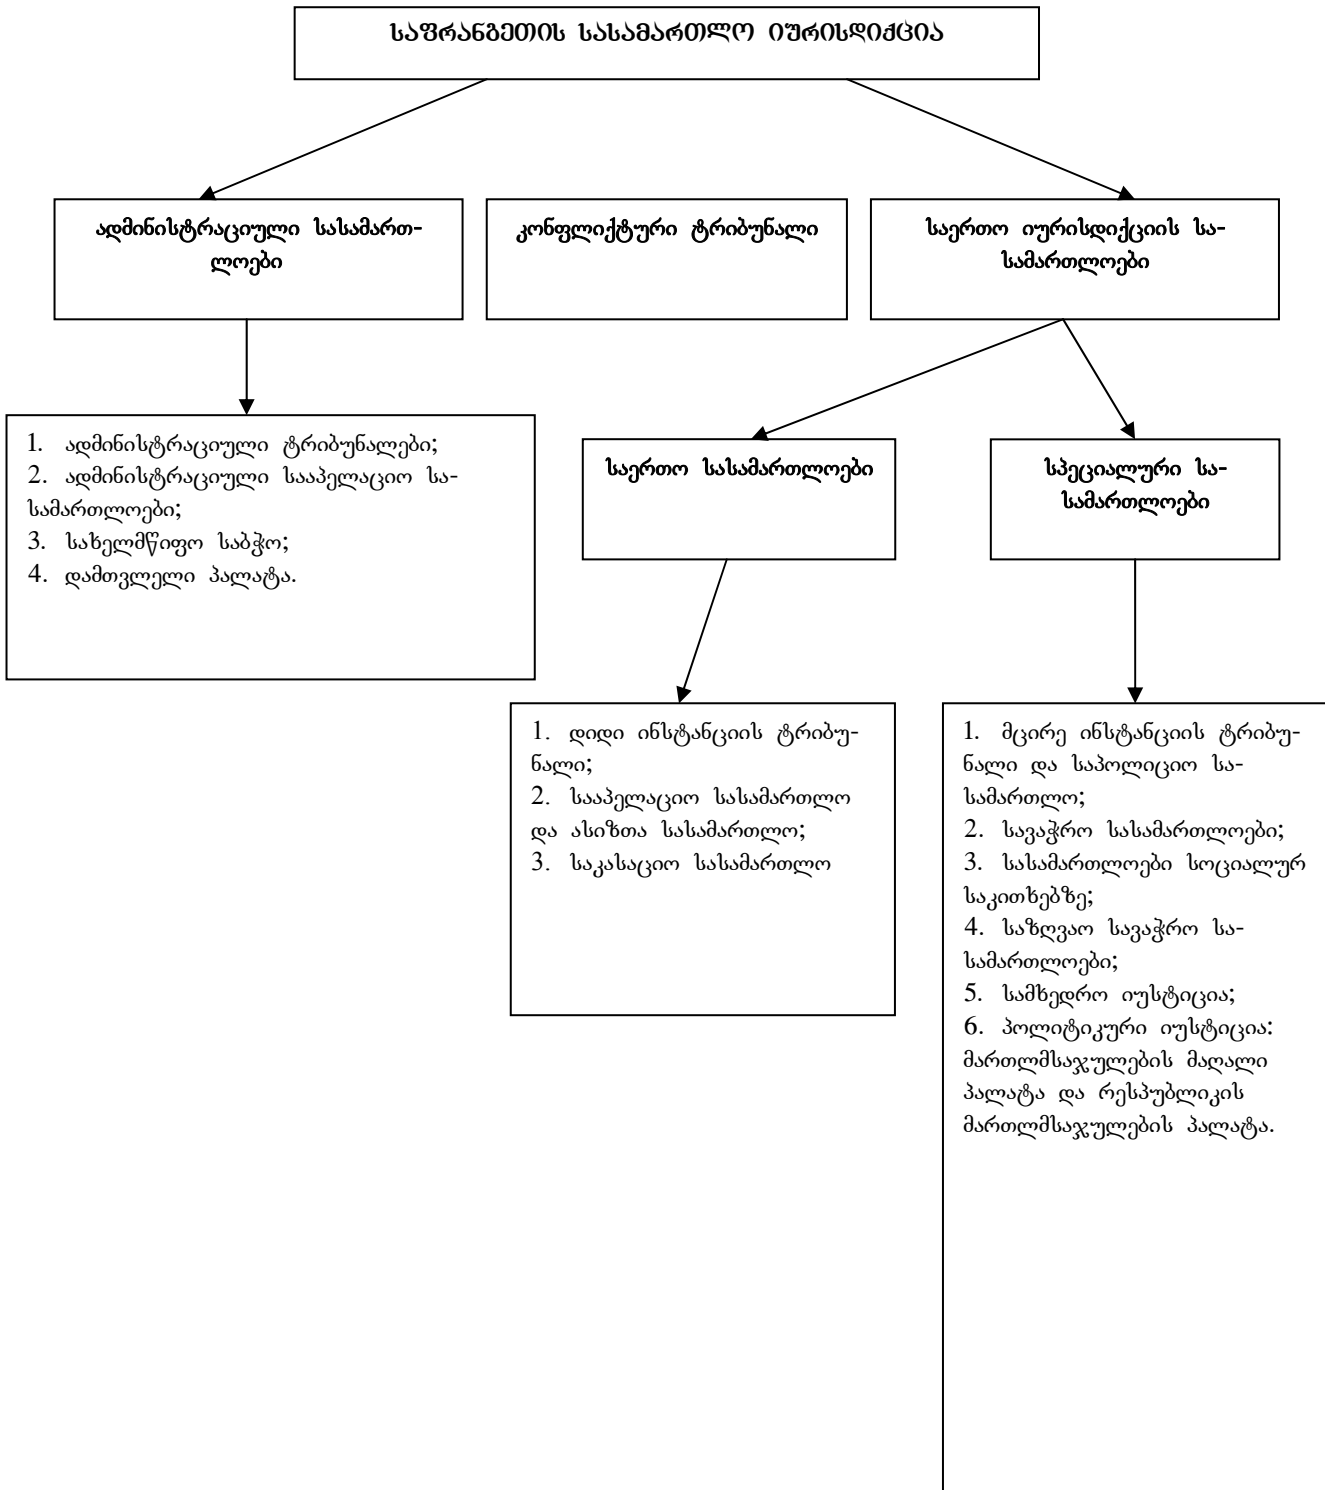 საფრანგეთის სასამართლო იურისდიქცია
ადმინისტრაციული სასამართ-
ლოები
კონფლიქტური ტრიბუნალი
საერთო იურისდიქციის სა-
სამართლოები
1. ადმინისტრაციული ტრიბუნალები;
2. ადმინისტრაციული სააპელაციო სა-
სამართლოები;
3. სახელმწიფო საბჭო;
4. დამთვლელი პალატა.
საერთო სასამართლოები
სპეციალური სა-
სამართლოები
1. დიდი ინსტანციის ტრიბუ-
ნალი;
2. სააპელაციო სასამართლო
და ასიზთა სასამართლო;
3. საკასაციო სასამართლო
1. მცირე ინსტანციის ტრიბუ-
ნალი და საპოლიციო სა-
სამართლო;
2. სავაჭრო სასამართლოები;
3. სასამართლოები სოციალურ
საკითხებზე;
4. საზღვაო სავაჭრო სა-
სამართლოები;
5. სამხედრო იუსტიცია;
6. პოლიტიკური იუსტიცია:
მართლმსაჯულების მაღალი
პალატა და რესპუბლიკის
მართლმსაჯულების პალატა.